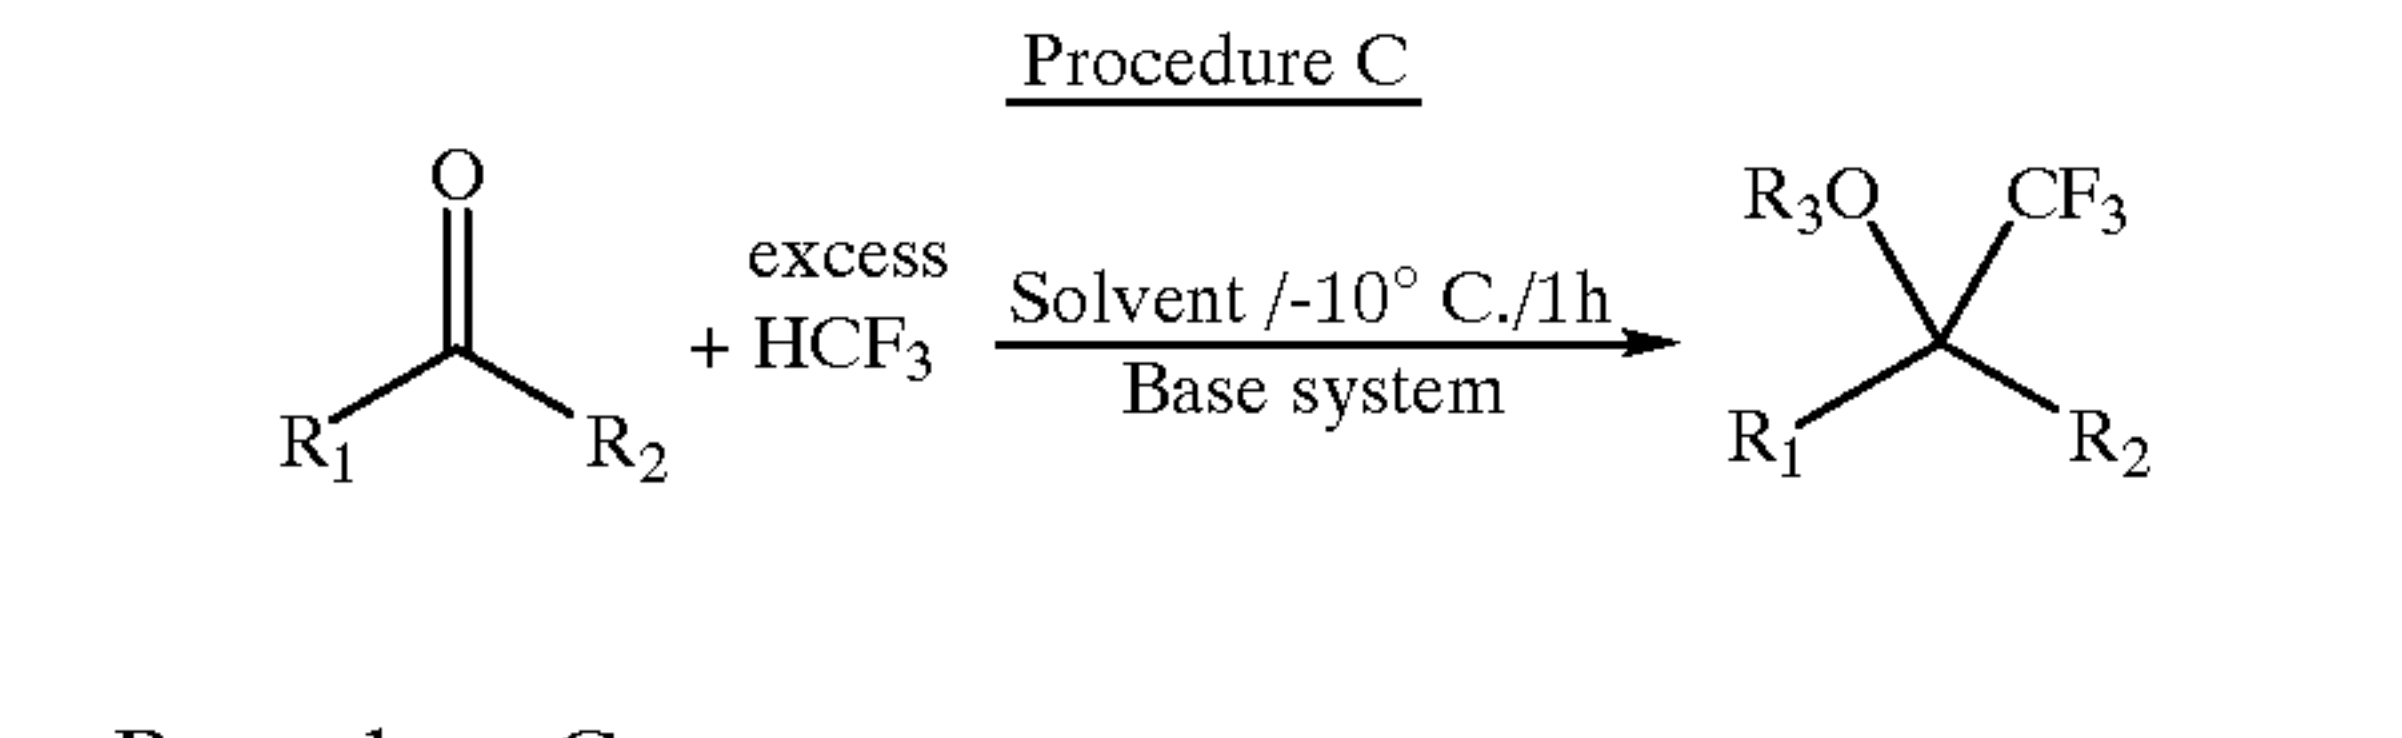 Procedure C
O
R₁
R₂
+
excess
HCF₃
Solvent /-10° C./1h
Base system
R₃O
CF₃
R₁
R₂